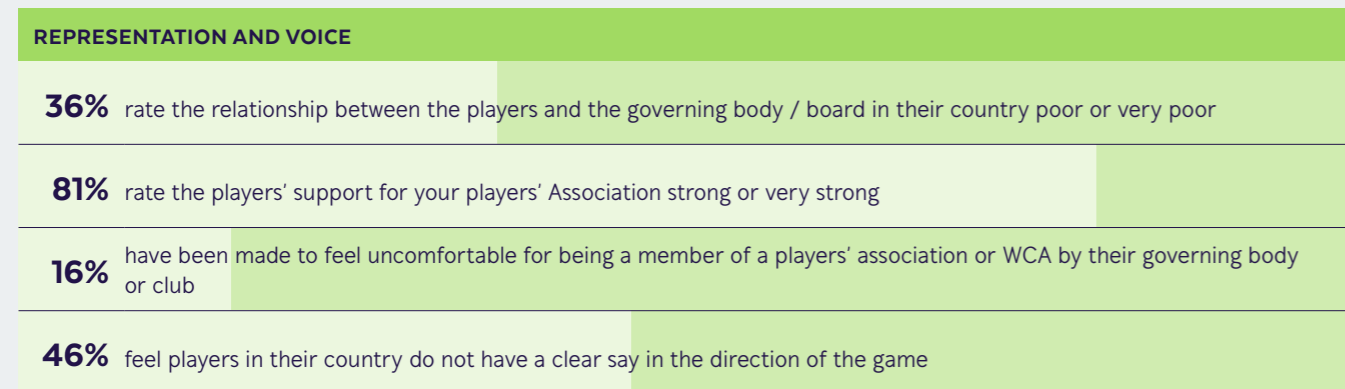 REPRESENTATION AND VOICE
36% rate the relationship between the players and the governing body / board in their country poor or very poor
81% rate the players’ support for your players’ Association strong or very strong
16% have been made to feel uncomfortable for being a member of a players’ association or WCA by their governing body
or club
46% feel players in their country do not have a clear say in the direction of the game